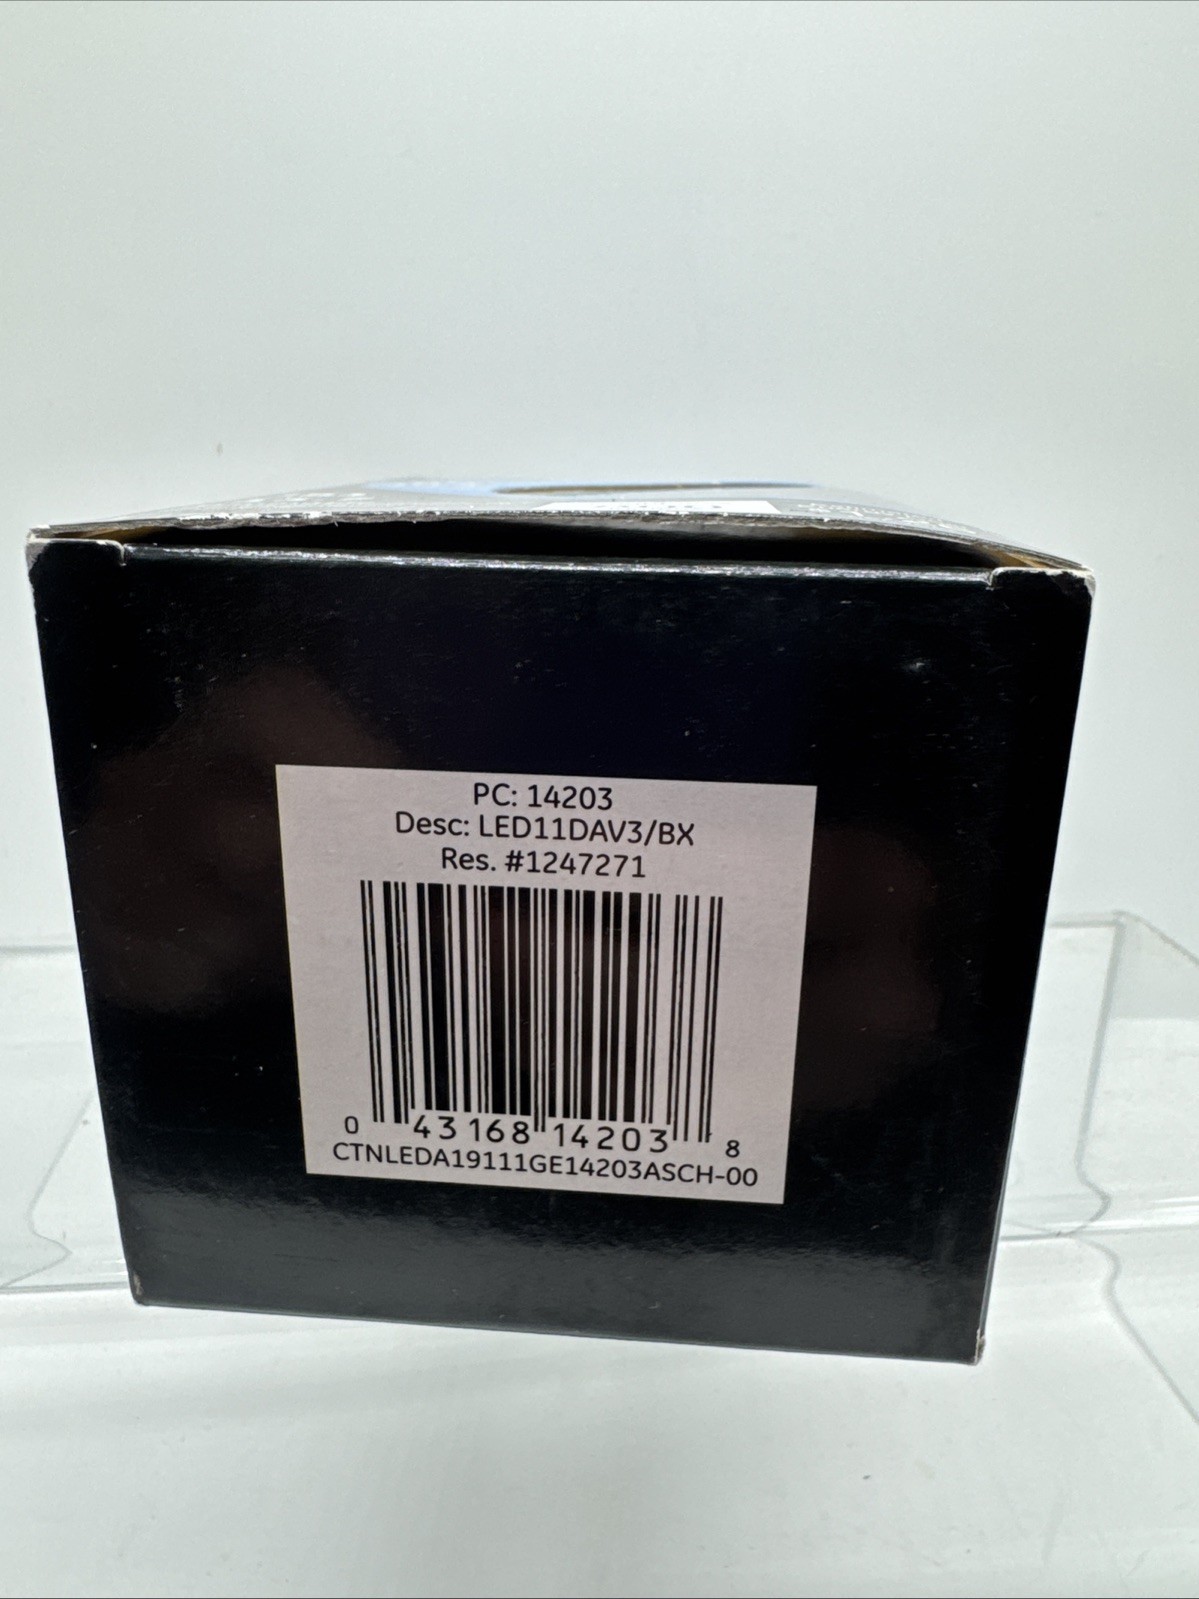 PC: 14203
Desc: LED11DAV3/BX
Res. #1247271
0 43168 14203 8
CTNLEDA19111GE14203ASCH-00